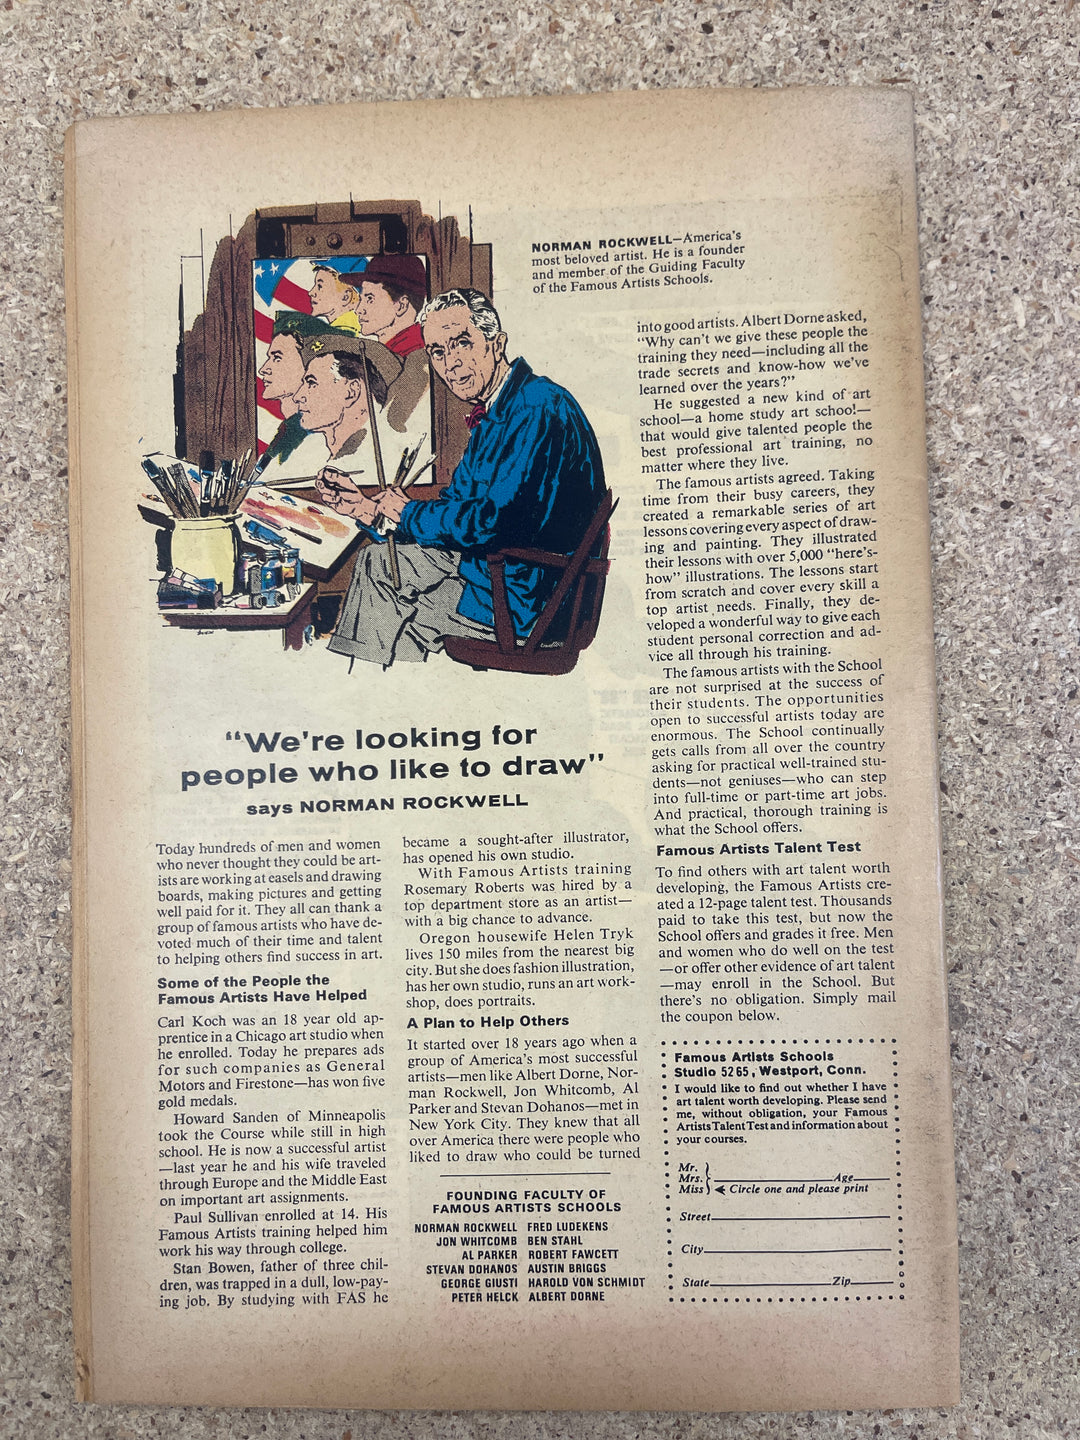 NORMAN ROCKWELL—America's
most beloved artist. He is a founder
and member of the Guiding Faculty
of the Famous Artists Schools.
"We're looking for
people who like to draw"
says NORMAN ROCKWELL
Today hundreds of men and women
who never thought they could be art-
ists are working at easels and drawing
boards, making pictures and getting
well paid for it. They all can thank a
group of famous artists who have de-
voted much of their time and talent
to helping others find success in art.
Some of the People the
Famous Artists Have Helped
Carl Koch was an 18 year old ap-
prentice in a Chicago art studio when
he enrolled. Today he prepares ads
for such companies as General
Motors and Firestone—has won five
gold medals.
Howard Sanden of Minneapolis
took the Course while still in high
school. He is now a successful artist
—last year he and his wife traveled
through Europe and the Middle East
on important art assignments.
Paul Sullivan enrolled at 14. His
Famous Artists training helped him
work his way through college.
Stan Bowen, father of three chil-
dren, was trapped in a dull, low-pay-
ing job. By studying with FAS he
became a sought-after illustrator,
has opened his own studio.
With Famous Artists training
Rosemary Roberts was hired by a
top department store as an artist—
with a big chance to advance.
Oregon housewife Helen Tryk
lives 150 miles from the nearest big
city. But she does fashion illustration,
has her own studio, runs an art work-
shop, does portraits.
A Plan to Help Others
It started over 18 years ago when a
group of America's most successful
artists—men like Albert Dorne, Nor-
man Rockwell, Jon Whitcomb, Al
Parker and Stevan Dohanos—met in
New York City. They knew that all
over America there were people who
liked to draw who could be turned
FOUNDING FACULTY OF
FAMOUS ARTISTS SCHOOLS
NORMAN ROCKWELL FRED LUDEKENS
JON WHITCOMB BEN STAHL
AL PARKER ROBERT FAWCETT
STEVAN DOHANOS AUSTIN BRIGGS
GEORGE GIUSTI HAROLD VON SCHMIDT
PETER HELCK ALBERT DORNE
into good artists. Albert Dorne asked,
"Why can't we give these people the
training they need—including all the
trade secrets and know-how we've
learned over the years?"
He suggested a new kind of art
school—a home study art school—
that would give talented people the
best professional art training, no
matter where they live.
The famous artists agreed. Taking
time from their busy careers, they
created a remarkable series of art
lessons covering every aspect of draw-
ing and painting. They illustrated
their lessons with over 5,000 "here's-
how" illustrations. The lessons start
from scratch and cover every skill a
top artist needs. Finally, they de-
veloped a wonderful way to give each
student personal correction and ad-
vice all through his training.
The famous artists with the School
are not surprised at the success of
their students. The opportunities
open to successful artists today are
enormous. The School continually
gets calls from all over the country
asking for practical well-trained stu-
dents—not geniuses—who can step
into full-time or part-time art jobs.
And practical, thorough training is
what the School offers.
Famous Artists Talent Test
To find others with art talent worth
developing, the Famous Artists cre-
ated a 12-page talent test. Thousands
paid to take this test, but now the
School offers and grades it free. Men
and women who do well on the test
—or offer other evidence of art talent
—may enroll in the School. But
there's no obligation. Simply mail
the coupon below.
Famous Artists Schools
Studio 5265, Westport, Conn.
I would like to find out whether I have
art talent worth developing. Please send
me, without obligation, your Famous
Artists Talent Test and information about
your courses.
Mr.
Mrs. Age
Miss Circle one and please print
Street
City
State Zip